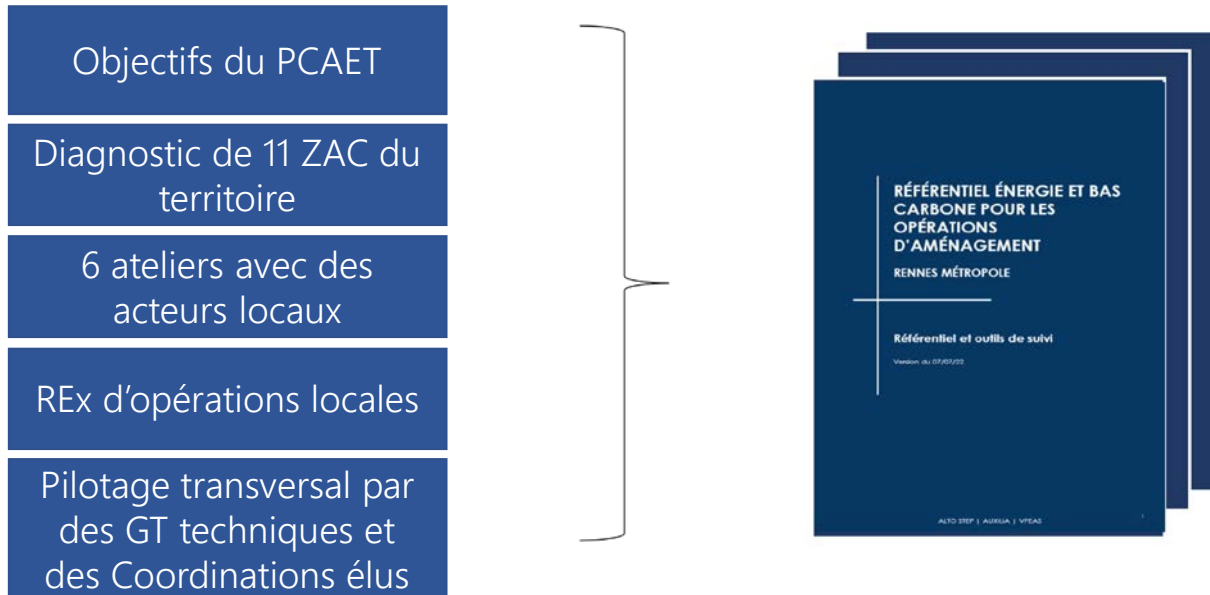 Objectifs du PCAET
Diagnostic de 11 ZAC du
territoire
6 ateliers avec des
acteurs locaux
REx d’opérations locales
Pilotage transversal par
des GT techniques et
des Coordinations élus
RÉFÉRENTIEL ÉNERGIE ET BAS
CARBONE POUR LES
OPÉRATIONS
D'AMÉNAGEMENT
RENNES MÉTROPOLE
Référentiel et outils de suivi
Version du 07/07/22
ALTO STEP | AUXILIA | VPEAS